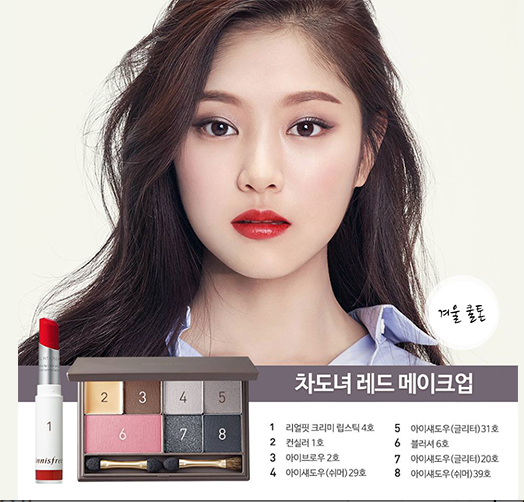 겨울 쿨톤
차도녀 레드 메이크업
1 리얼핏 크리미 립스틱 4호
2 컨실러 1호
3 아이브로우 2호
4 아이섀도우(쉬머) 29호
5 아이섀도우(글리터) 31호
6 블러셔 6호
7 아이섀도우(글리터) 20호
8 아이섀도우(쉬머) 39호
1
innisfree
2 3 4 5
6 7 8